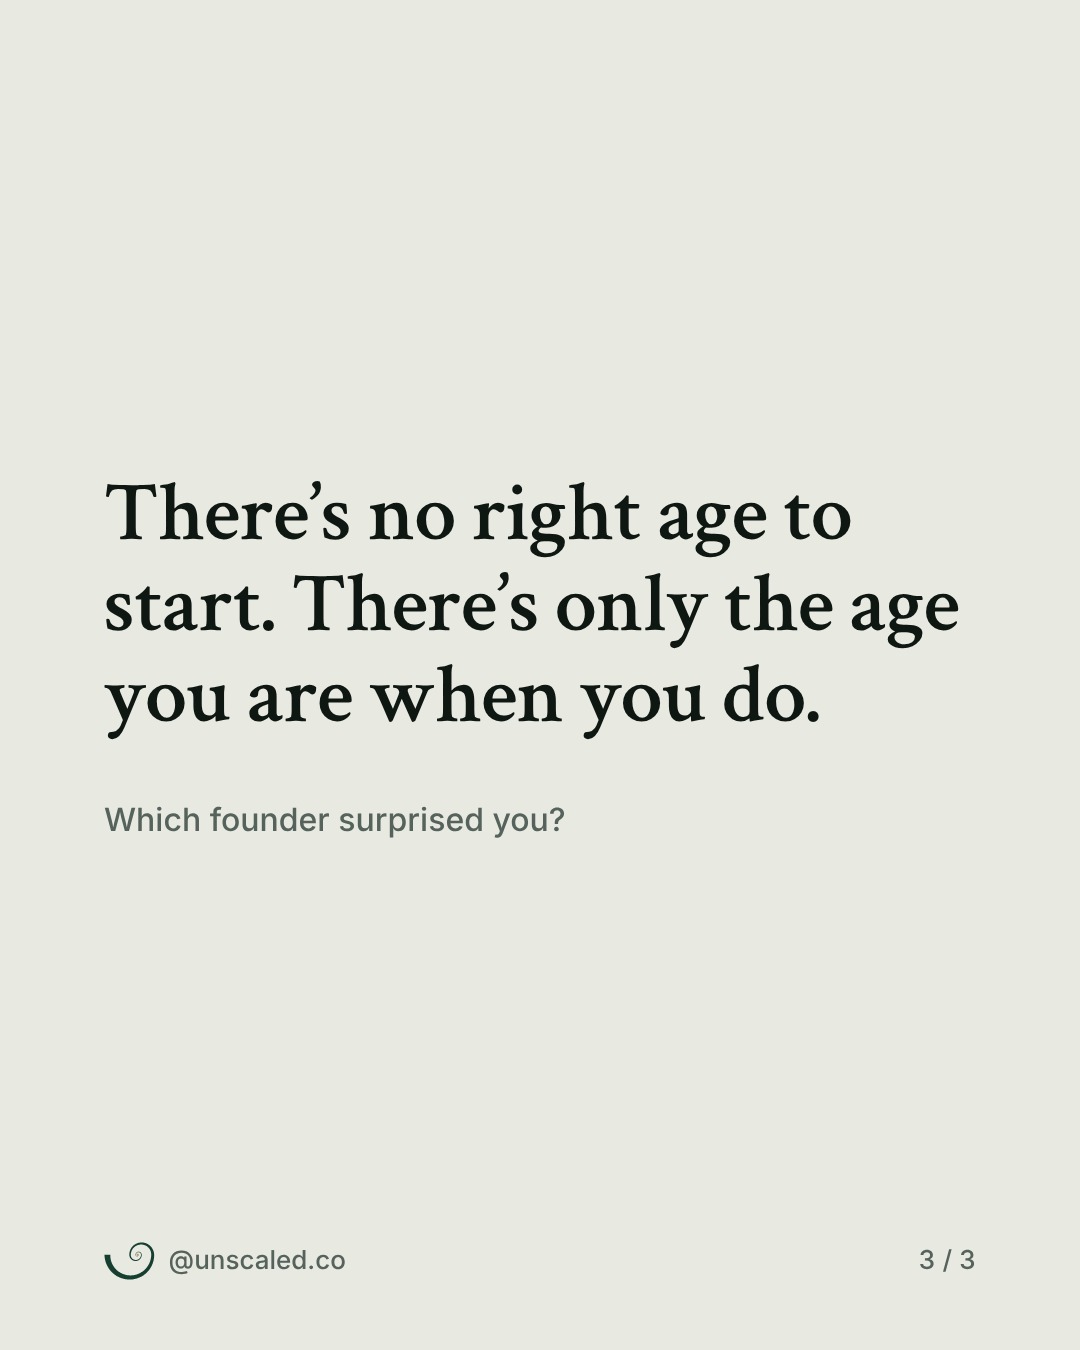 There’s no right age to
start. There’s only the age
you are when you do.
Which founder surprised you?
@unscaled.co
3 / 3